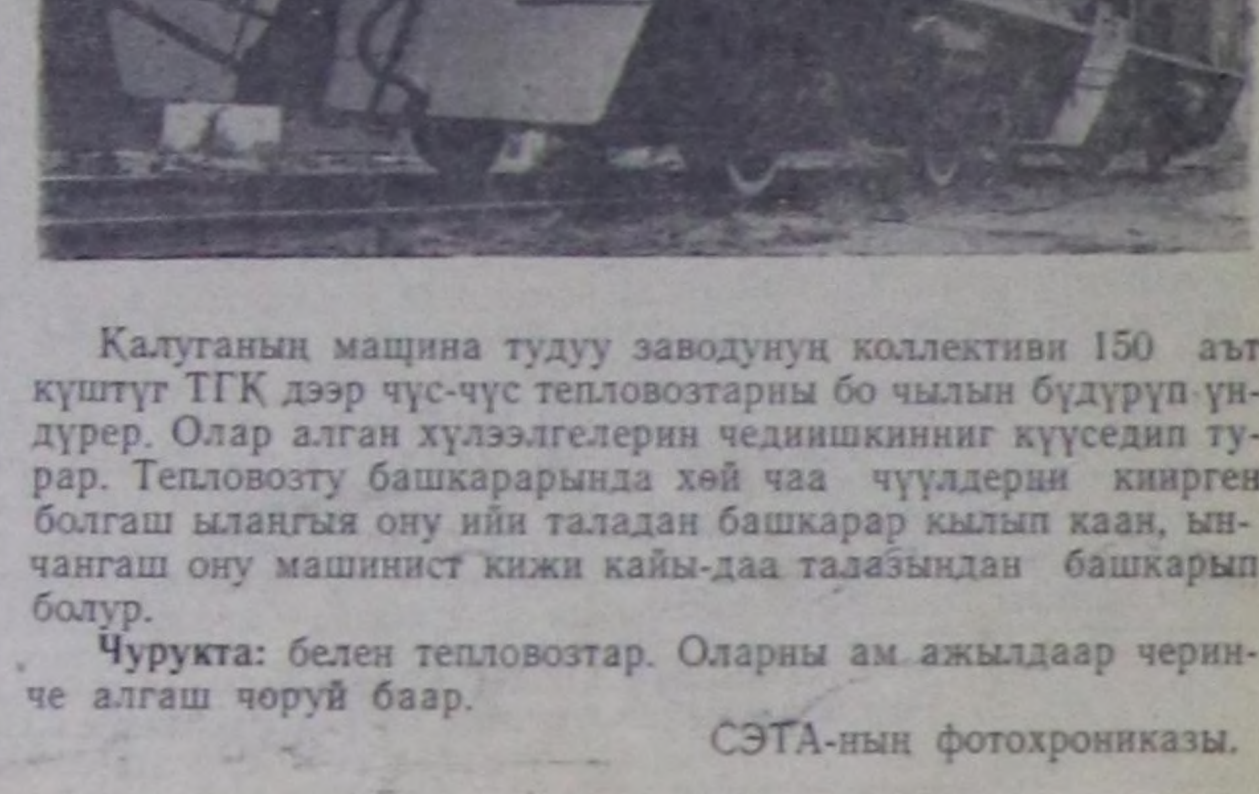 Калуганың машина тудуу заводунуң коллективи 150 аът
күштүг ТГК дээр чүс-чүс тепловозтарны бо чылын бүдүрүп үн-
дүрер. Олар алган хүлээлгелерин чедиишкинниг күүседип ту-
рар. Тепловозту башкарарында хөй чаа чүүлдерни киирген
болгаш ылаңгыя ону ийи таладан башкарар кылып каан, ын-
чангаш ону машинист кижи кайы-даа талазындан башкарып
болур.
Чурукта: белен тепловозтар. Оларны ам ажылдаар черин-
че алгаш чоруй баар.
СЭТА-ның фотохрониказы.